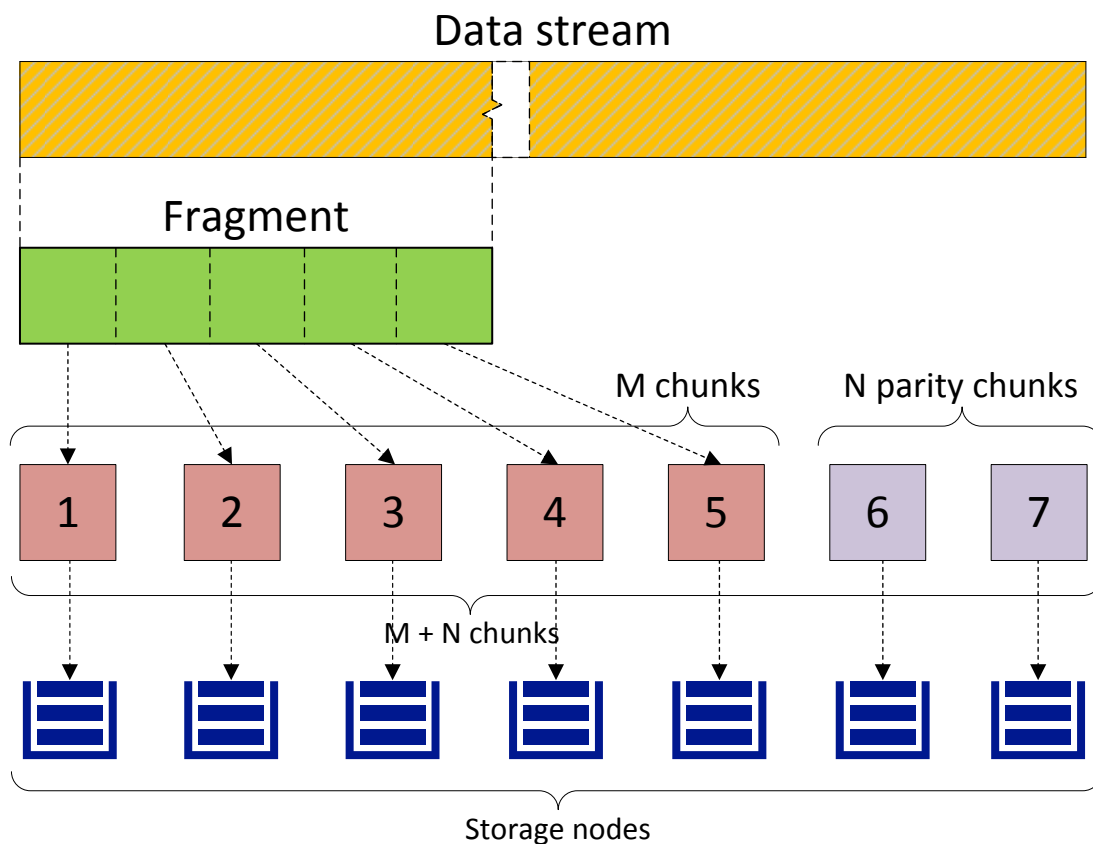 Data stream
Fragment
M chunks
N parity chunks
1
2
3
4
5
6
7
M + N chunks
Storage nodes